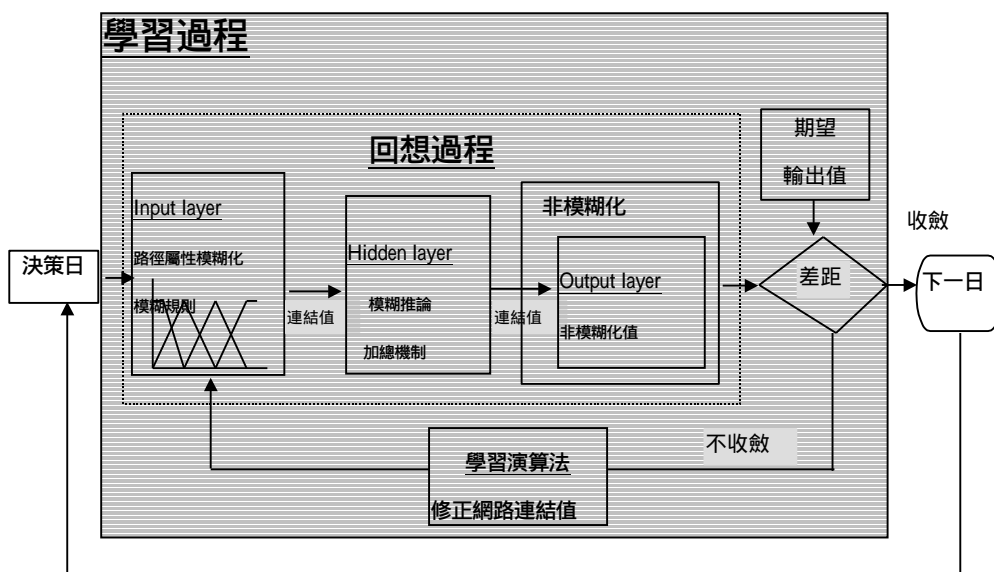 學習過程
回想過程
期望
輸出值
Input layer
路徑屬性模糊化
模糊規則
Hidden layer
模糊推論
加總機制
非模糊化
Output layer
非模糊化值
決策日
連結值
連結值
差距
收斂
下一日
不收斂
學習演算法
修正網路連結值